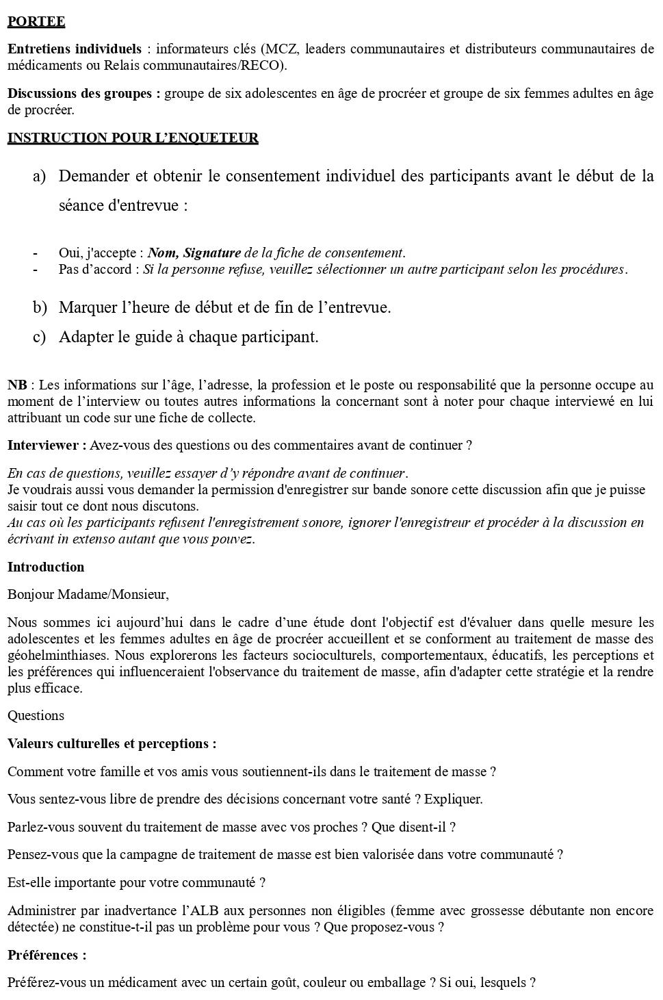 PORTEE
Entretiens individuels : informateurs clés (MCZ, leaders communautaires et distributeurs communautaires de
médicaments ou Relais communautaires/RECO).
Discussions des groupes : groupe de six adolescentes en âge de procréer et groupe de six femmes adultes en âge
de procréer.
INSTRUCTION POUR L’ENQUETEUR
a) Demander et obtenir le consentement individuel des participants avant le début de la
séance d'entrevue :
- Oui, j'accepte : Nom, Signature de la fiche de consentement.
- Pas d’accord : Si la personne refuse, veuillez sélectionner un autre participant selon les procédures.
b) Marquer l’heure de début et de fin de l’entrevue.
c) Adapter le guide à chaque participant.
NB : Les informations sur l’âge, l’adresse, la profession et le poste ou responsabilité que la personne occupe au
moment de l’interview ou toutes autres informations la concernant sont à noter pour chaque interviewé en lui
attribuant un code sur une fiche de collecte.
Interviewer : Avez-vous des questions ou des commentaires avant de continuer ?
En cas de questions, veuillez essayer d’y répondre avant de continuer.
Je voudrais aussi vous demander la permission d'enregistrer sur bande sonore cette discussion afin que je puisse
saisir tout ce dont nous discutons.
Au cas où les participants refusent l'enregistrement sonore, ignorer l'enregistreur et procéder à la discussion en
écrivant in extenso autant que vous pouvez.
Introduction
Bonjour Madame/Monsieur,
Nous sommes ici aujourd’hui dans le cadre d’une étude dont l'objectif est d'évaluer dans quelle mesure les
adolescentes et les femmes adultes en âge de procréer accueillent et se conforment au traitement de masse des
géohelminthiases. Nous explorerons les facteurs socioculturels, comportementaux, éducatifs, les perceptions et
les préférences qui influenceraient l'observance du traitement de masse, afin d'adapter cette stratégie et la rendre
plus efficace.
Questions
Valeurs culturelles et perceptions :
Comment votre famille et vos amis vous soutiennent-ils dans le traitement de masse ?
Vous sentez-vous libre de prendre des décisions concernant votre santé ? Expliquer.
Parlez-vous souvent du traitement de masse avec vos proches ? Que disent-il ?
Pensez-vous que la campagne de traitement de masse est bien valorisée dans votre communauté ?
Est-elle importante pour votre communauté ?
Administrer par inadvertance l’ALB aux personnes non éligibles (femme avec grossesse débutante non encore
détectée) ne constitue-t-il pas un problème pour vous ? Que proposez-vous ?
Préférences :
Préférez-vous un médicament avec un certain goût, couleur ou emballage ? Si oui, lesquels ?